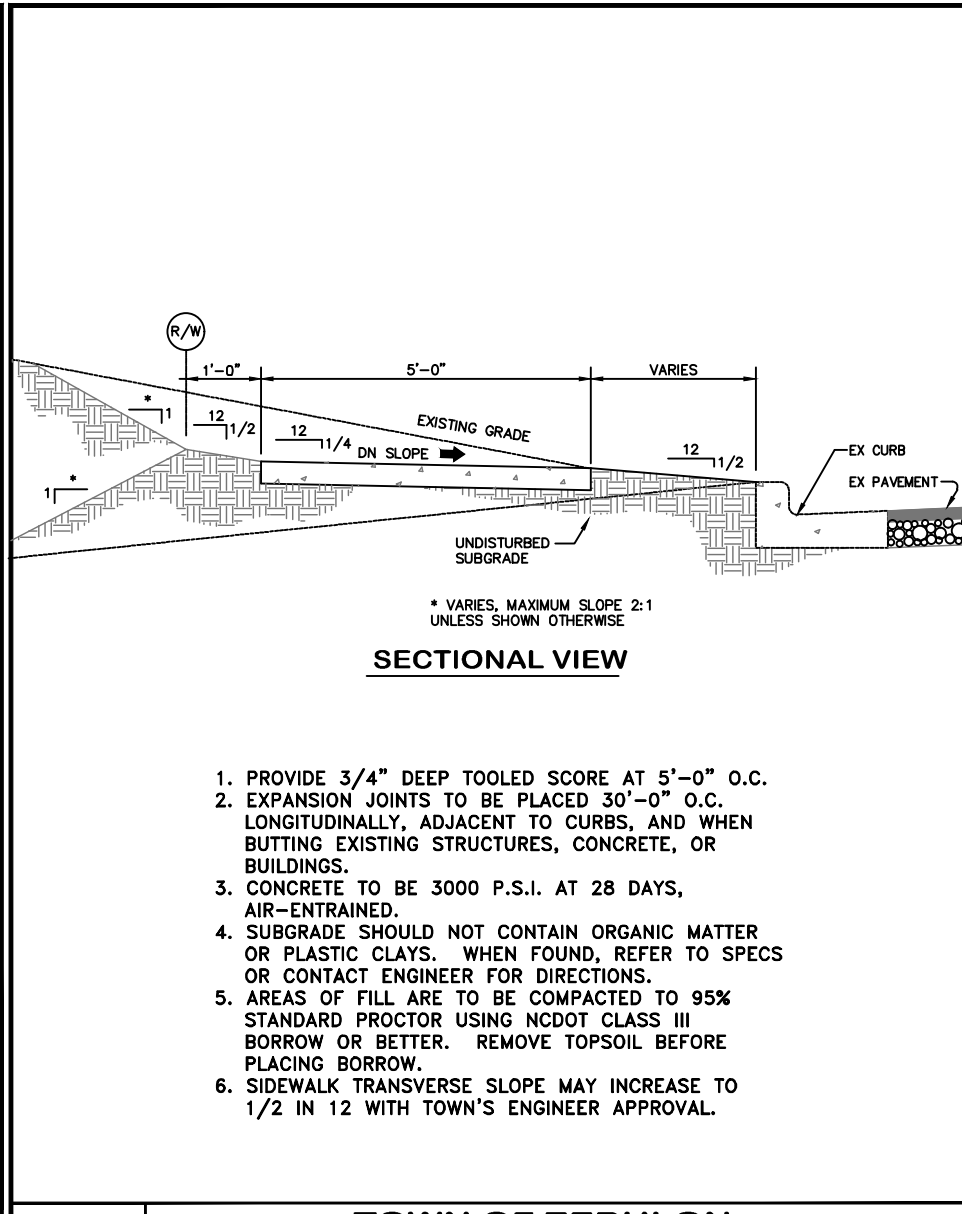 R/W
1'-0"
5'-0"
VARIES
*
1
12
1/2
12
1/4
EXISTING GRADE
DN SLOPE
12
1/2
EX CURB
EX PAVEMENT
*
1
UNDISTURBED
SUBGRADE
* VARIES, MAXIMUM SLOPE 2:1
UNLESS SHOWN OTHERWISE
SECTIONAL VIEW
1. PROVIDE 3/4" DEEP TOOLED SCORE AT 5'-0" O.C.
2. EXPANSION JOINTS TO BE PLACED 30'-0" O.C.
LONGITUDINALLY, ADJACENT TO CURBS, AND WHEN
BUTTING EXISTING STRUCTURES, CONCRETE, OR
BUILDINGS.
3. CONCRETE TO BE 3000 P.S.I. AT 28 DAYS,
AIR-ENTRAINED.
4. SUBGRADE SHOULD NOT CONTAIN ORGANIC MATTER
OR PLASTIC CLAYS. WHEN FOUND, REFER TO SPECS
OR CONTACT ENGINEER FOR DIRECTIONS.
5. AREAS OF FILL ARE TO BE COMPACTED TO 95%
STANDARD PROCTOR USING NCDOT CLASS III
BORROW OR BETTER. REMOVE TOPSOIL BEFORE
PLACING BORROW.
6. SIDEWALK TRANSVERSE SLOPE MAY INCREASE TO
1/2 IN 12 WITH TOWN'S ENGINEER APPROVAL.
TOWN OF